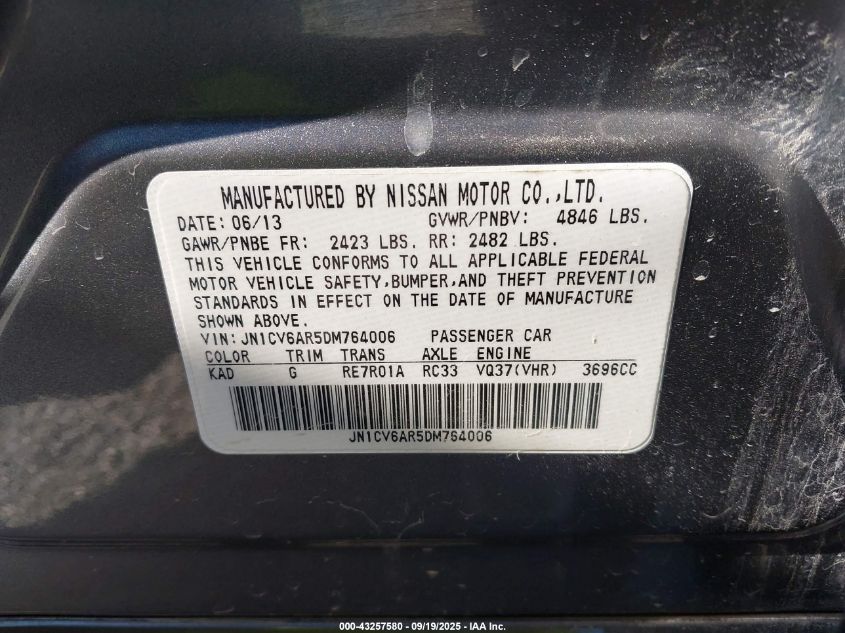 MANUFACTURED BY NISSAN MOTOR CO.,LTD.
DATE: 06/13 GVWR/PNBV: 4846 LBS.
GAWR/PNBE FR: 2423 LBS. RR: 2482 LBS.
THIS VEHICLE CONFORMS TO ALL APPLICABLE FEDERAL
MOTOR VEHICLE SAFETY,BUMPER,AND THEFT PREVENTION
STANDARDS IN EFFECT ON THE DATE OF MANUFACTURE
SHOWN ABOVE.
VIN: JN1CV6AR5DM764006 PASSENGER CAR
COLOR TRIM TRANS AXLE ENGINE
KAD G RE7R01A RC33 VQ37(VHR) 3696CC
JN1CV6AR5DM764006
000-43257580 - 09/19/2025 - IAA Inc.